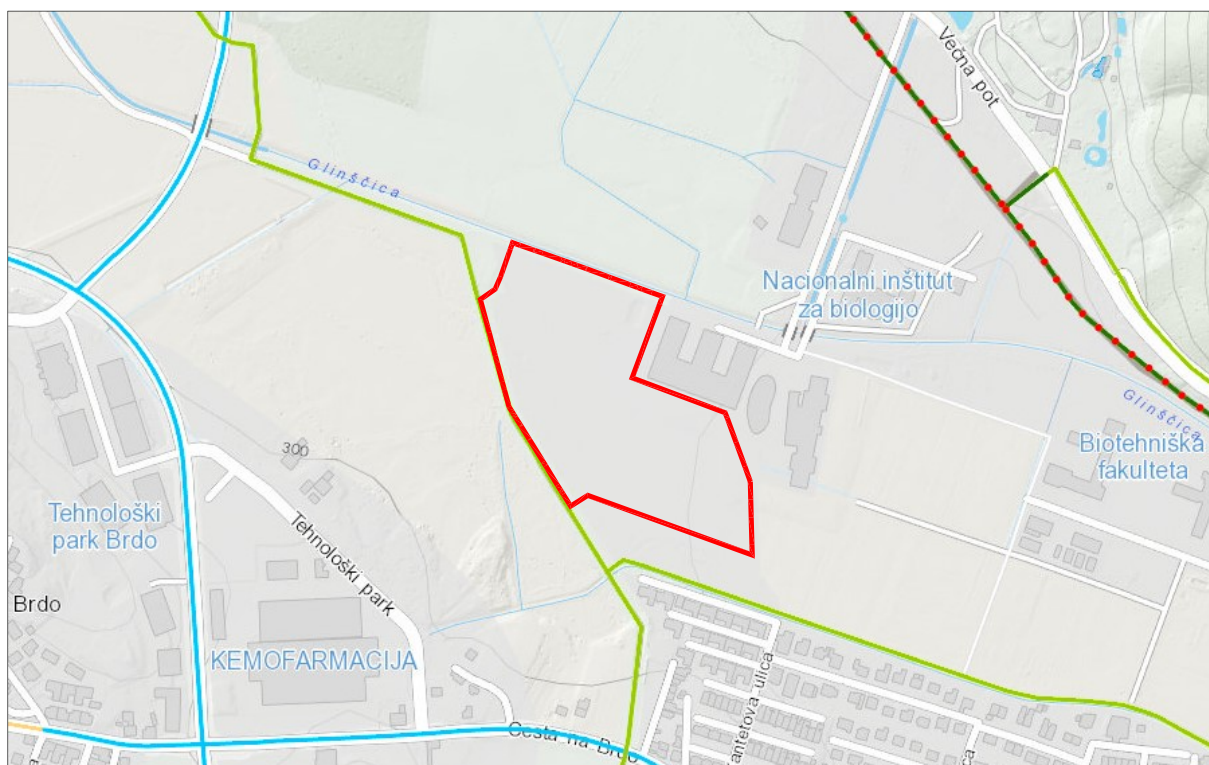 Večna pot
Glinščica
Nacionalni inštitut
za biologijo
Glinščica
Biotehniška
fakulteta
300
Tehnološki
park Brdo
Tehnološki park
Brdo
KEMOFARMACIJA
Cesta na Brdo